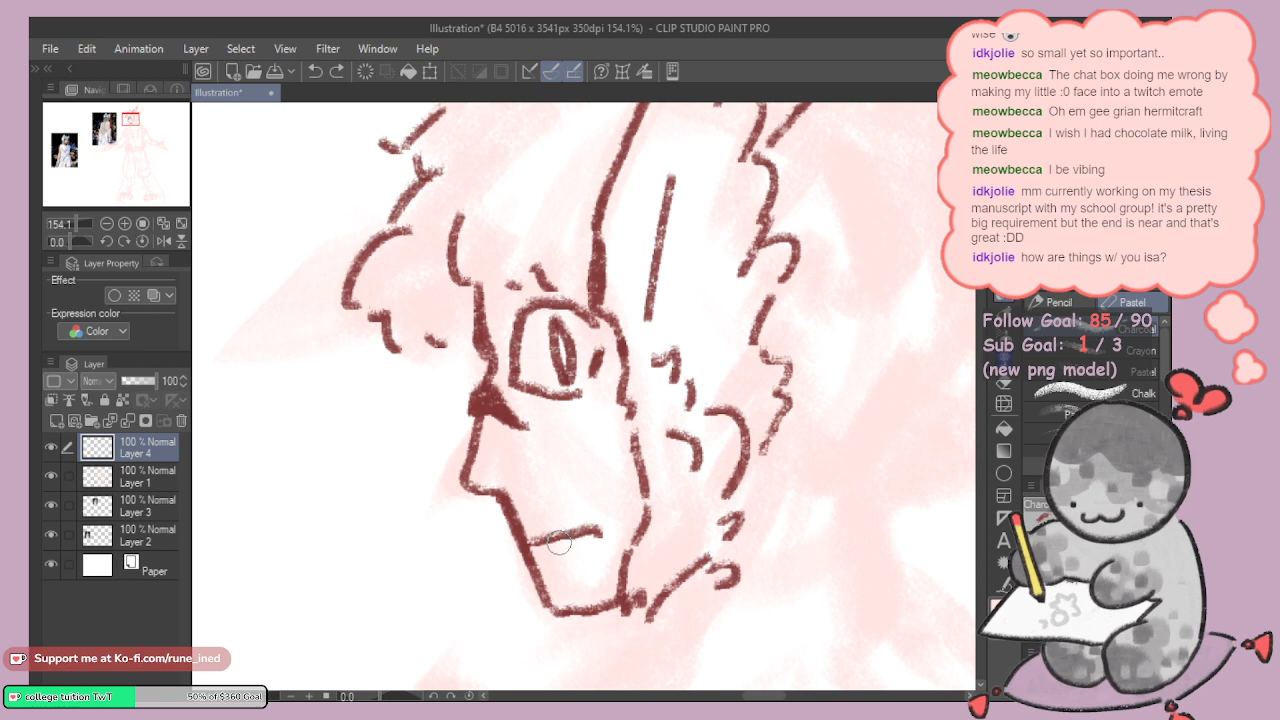 Illustration* (B4 5016 x 3541px 350dpi 154.1%) - CLIP STUDIO PAINT PRO
File Edit Animation Layer Select View Filter Window Help
Illustration*
154.1
0.0
Layer Property
Effect
Expression color
Color
Layer
100
100 % Normal
Layer 4
100 % Normal
Layer 1
100 % Normal
Layer 3
100 % Normal
Layer 2
Paper
wise
idkjolie so small yet so important..
meowbecca The chat box doing me wrong by
making my little :0 face into a twitch emote
meowbecca Oh em gee grian hermitcraft
meowbecca I wish I had chocolate milk, living
the life
meowbecca I be vibing
idkjolie mm currently working on my thesis
manuscript with my school group! it's a pretty
big requirement but the end is near and that's
great :DD
idkjolie how are things w/ you isa?
Pencil Pastel
Follow Goal: 85 / 90
Sub Goal: 1 / 3
(new png model)
Charcoal
Crayon
Pastel
Chalk
Support me at Ko-fi.com/rune_ined
college tuition TwT 50% of $360 Goal
0.0